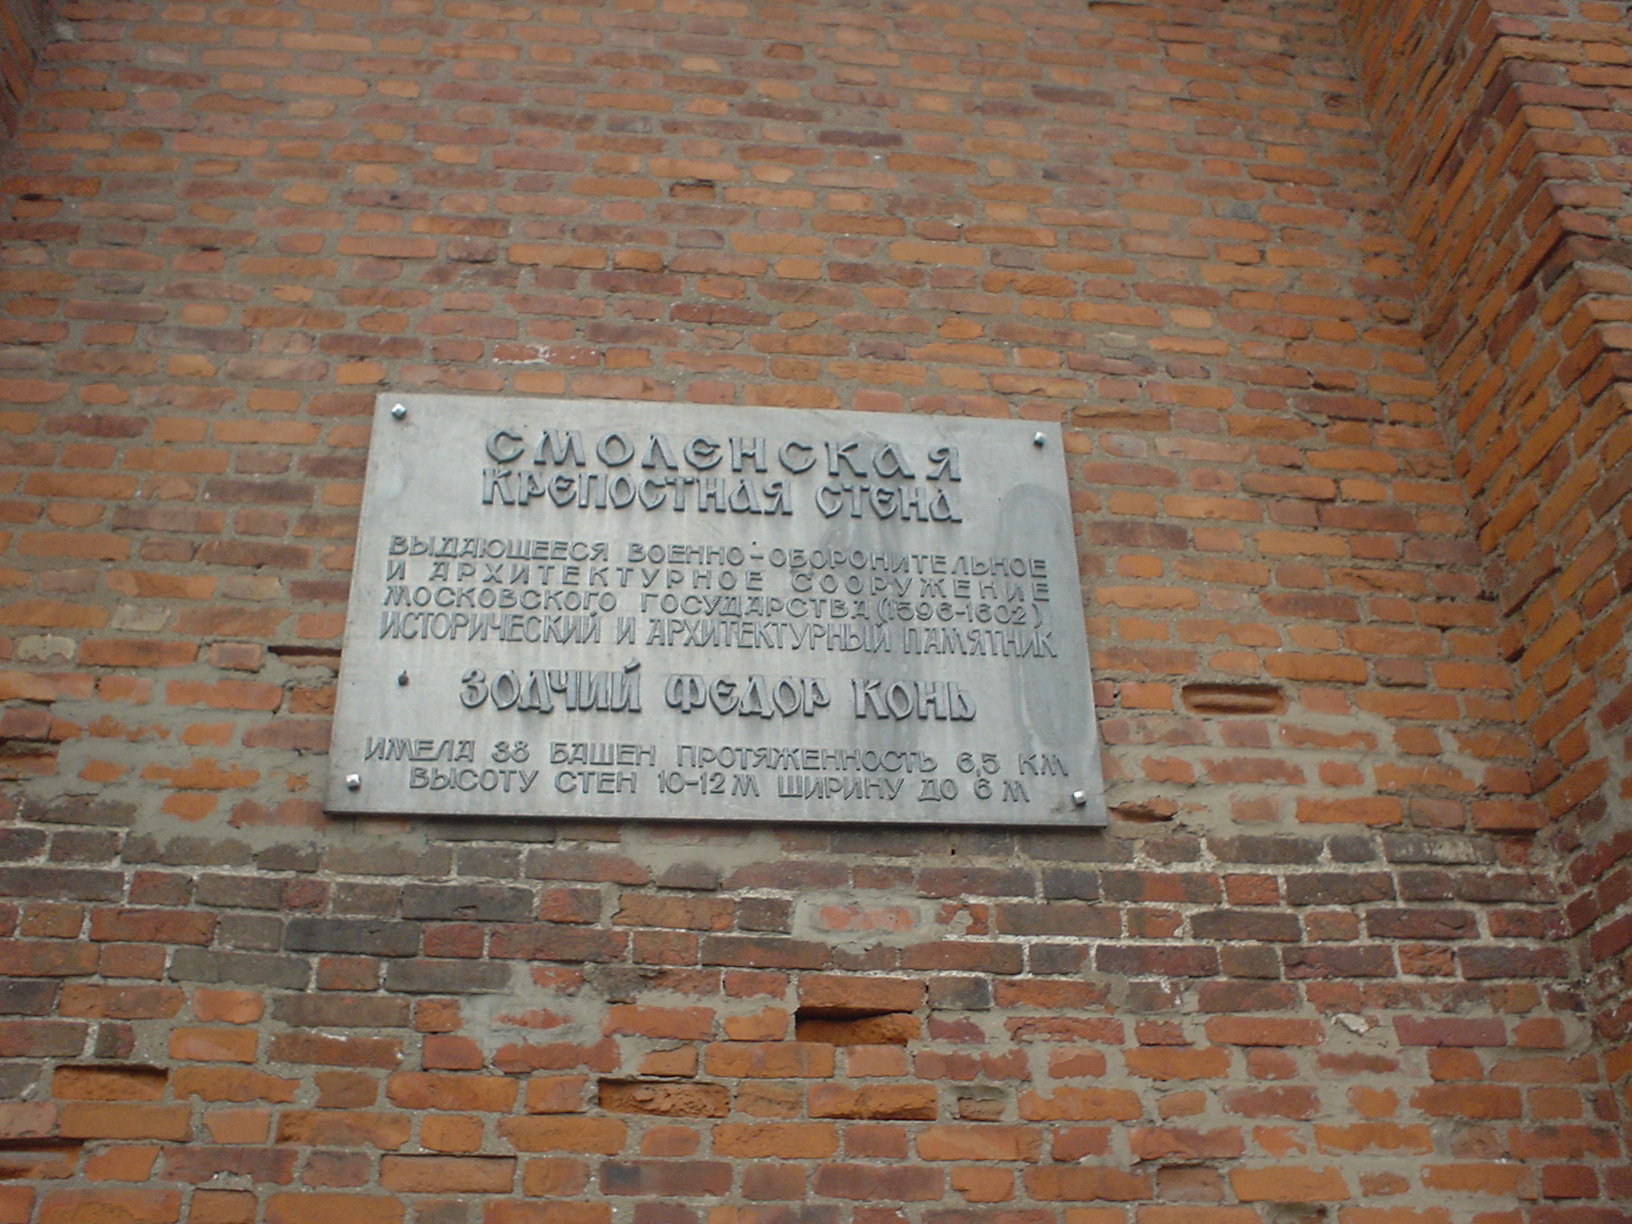 СМОЛЕНСКАЯ
КРЕПОСТНАЯ СТЕНА
ВЫДАЮЩЕЕСЯ ВОЕННО-ОБОРОНИТЕЛЬНОЕ
И АРХИТЕКТУРНОЕ СООРУЖЕНИЕ
МОСКОВСКОГО ГОСУДАРСТВА (1596-1602)
ИСТОРИЧЕСКИЙ И АРХИТЕКТУРНЫЙ ПАМЯТНИК
ЗОДЧИЙ ФЕДОР КОНЬ
ИМЕЛА 38 БАШЕН ПРОТЯЖЕННОСТЬ 6,5 КМ
ВЫСОТУ СТЕН 10-12 М ШИРИНУ ДО 6 М